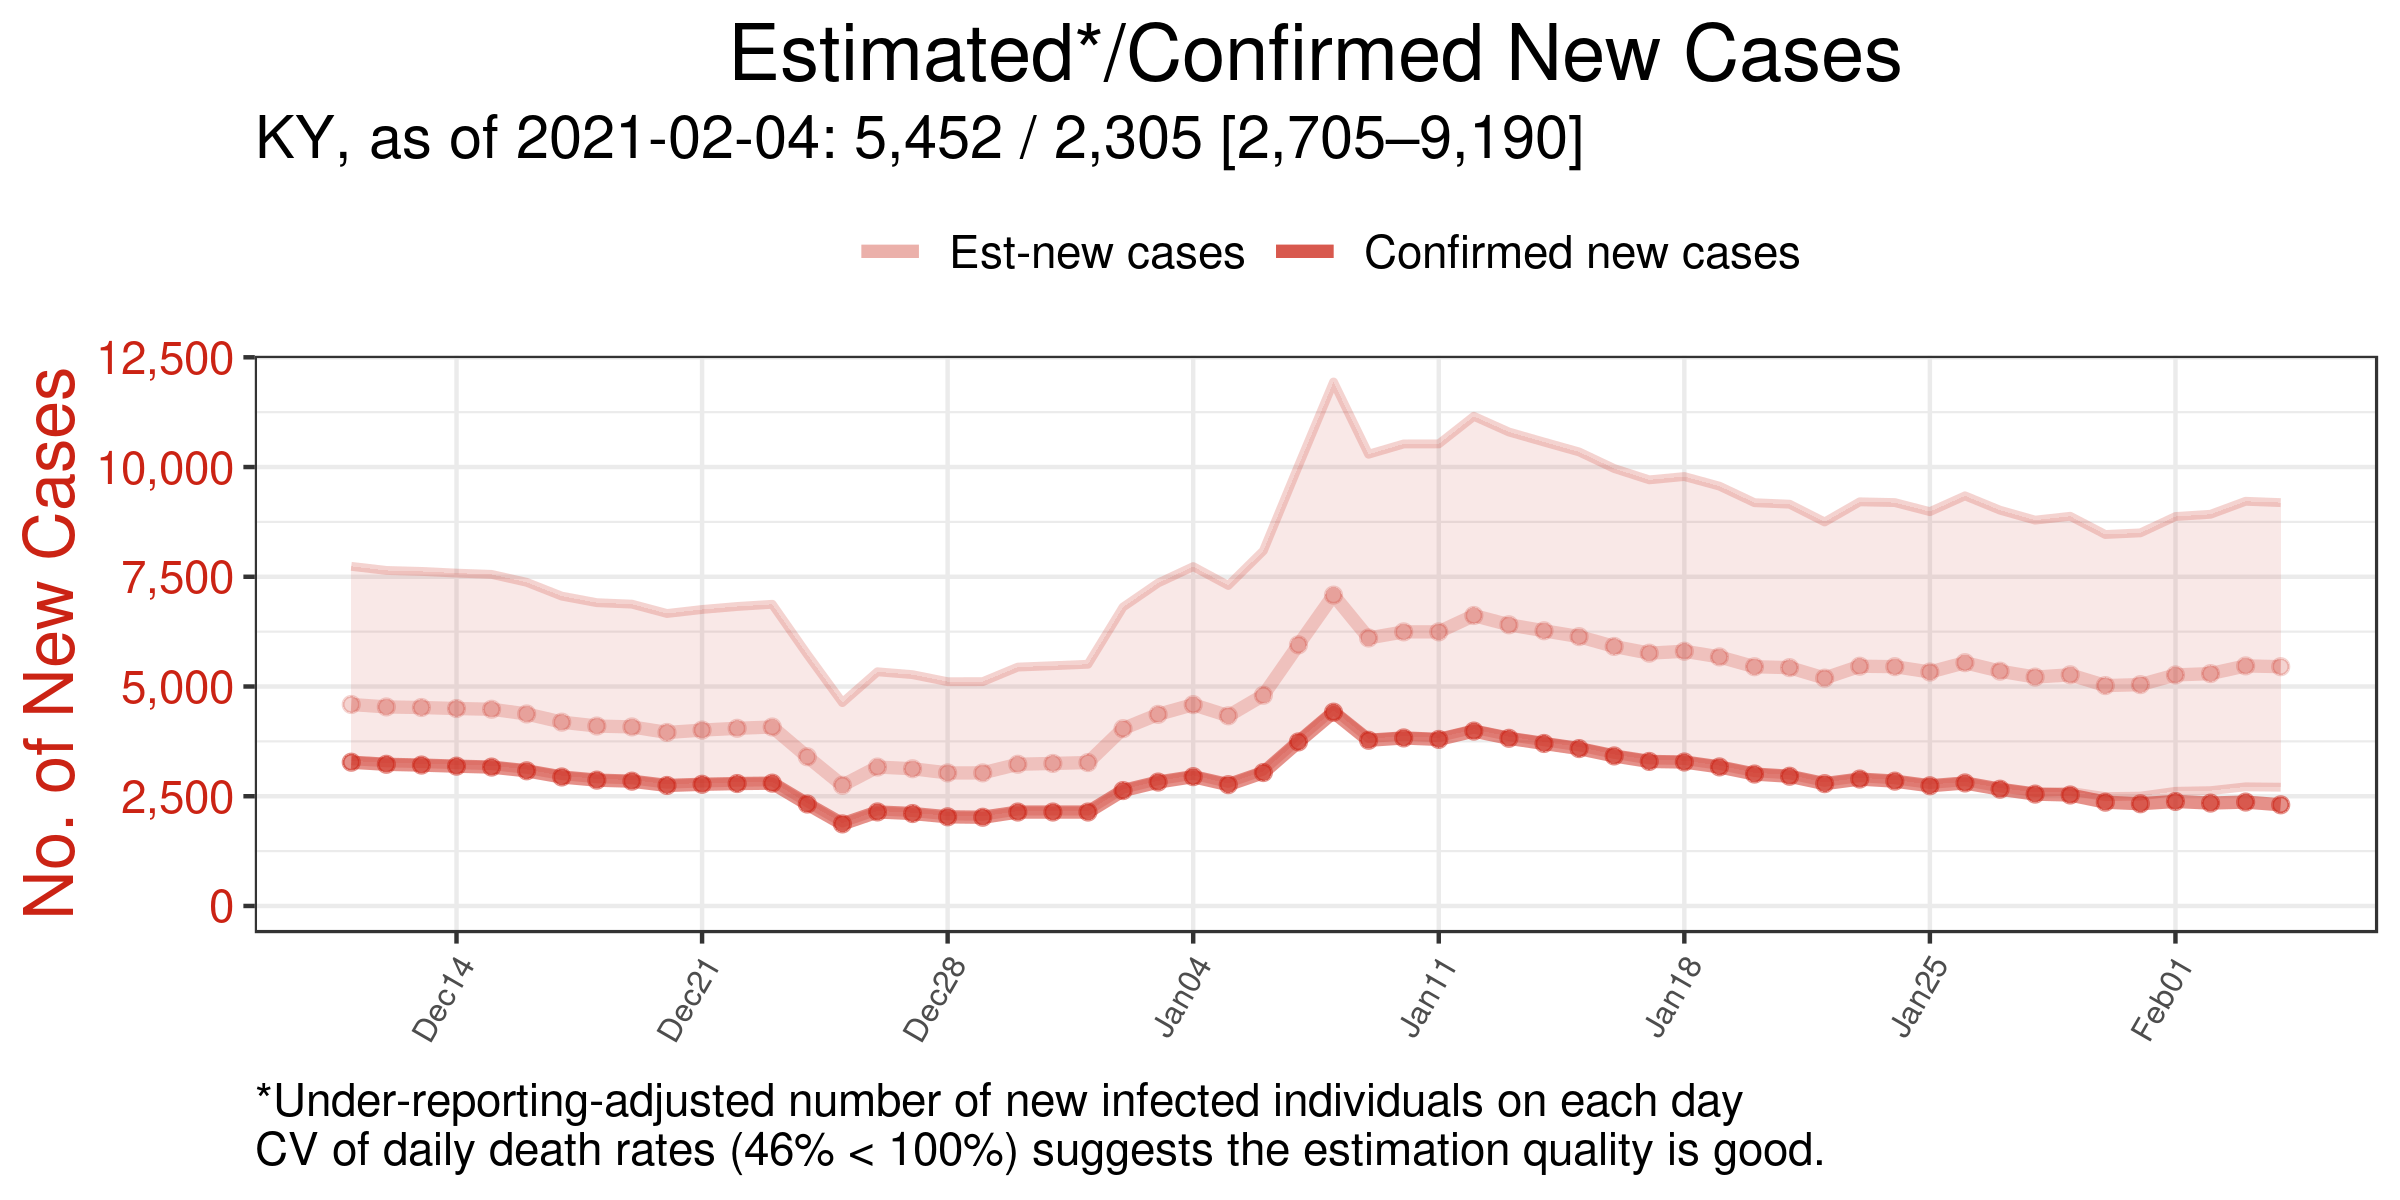 Estimated*/Confirmed New Cases
KY, as of 2021-02-04: 5,452 / 2,305 [2,705–9,190]
Est-new cases
Confirmed new cases
No. of New Cases
12,500
10,000
7,500
5,000
2,500
0
Dec14
Dec21
Dec28
Jan04
Jan11
Jan18
Jan25
Feb01
*Under-reporting-adjusted number of new infected individuals on each day
CV of daily death rates (46% < 100%) suggests the estimation quality is good.